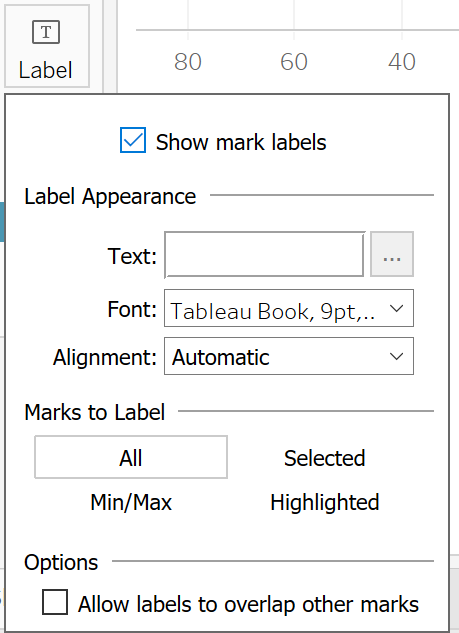 T
Label
80 60 40
Show mark labels
Label Appearance
Text: ...
Font: Tableau Book, 9pt,..
Alignment: Automatic
Marks to Label
All Selected
Min/Max Highlighted
Options
Allow labels to overlap other marks